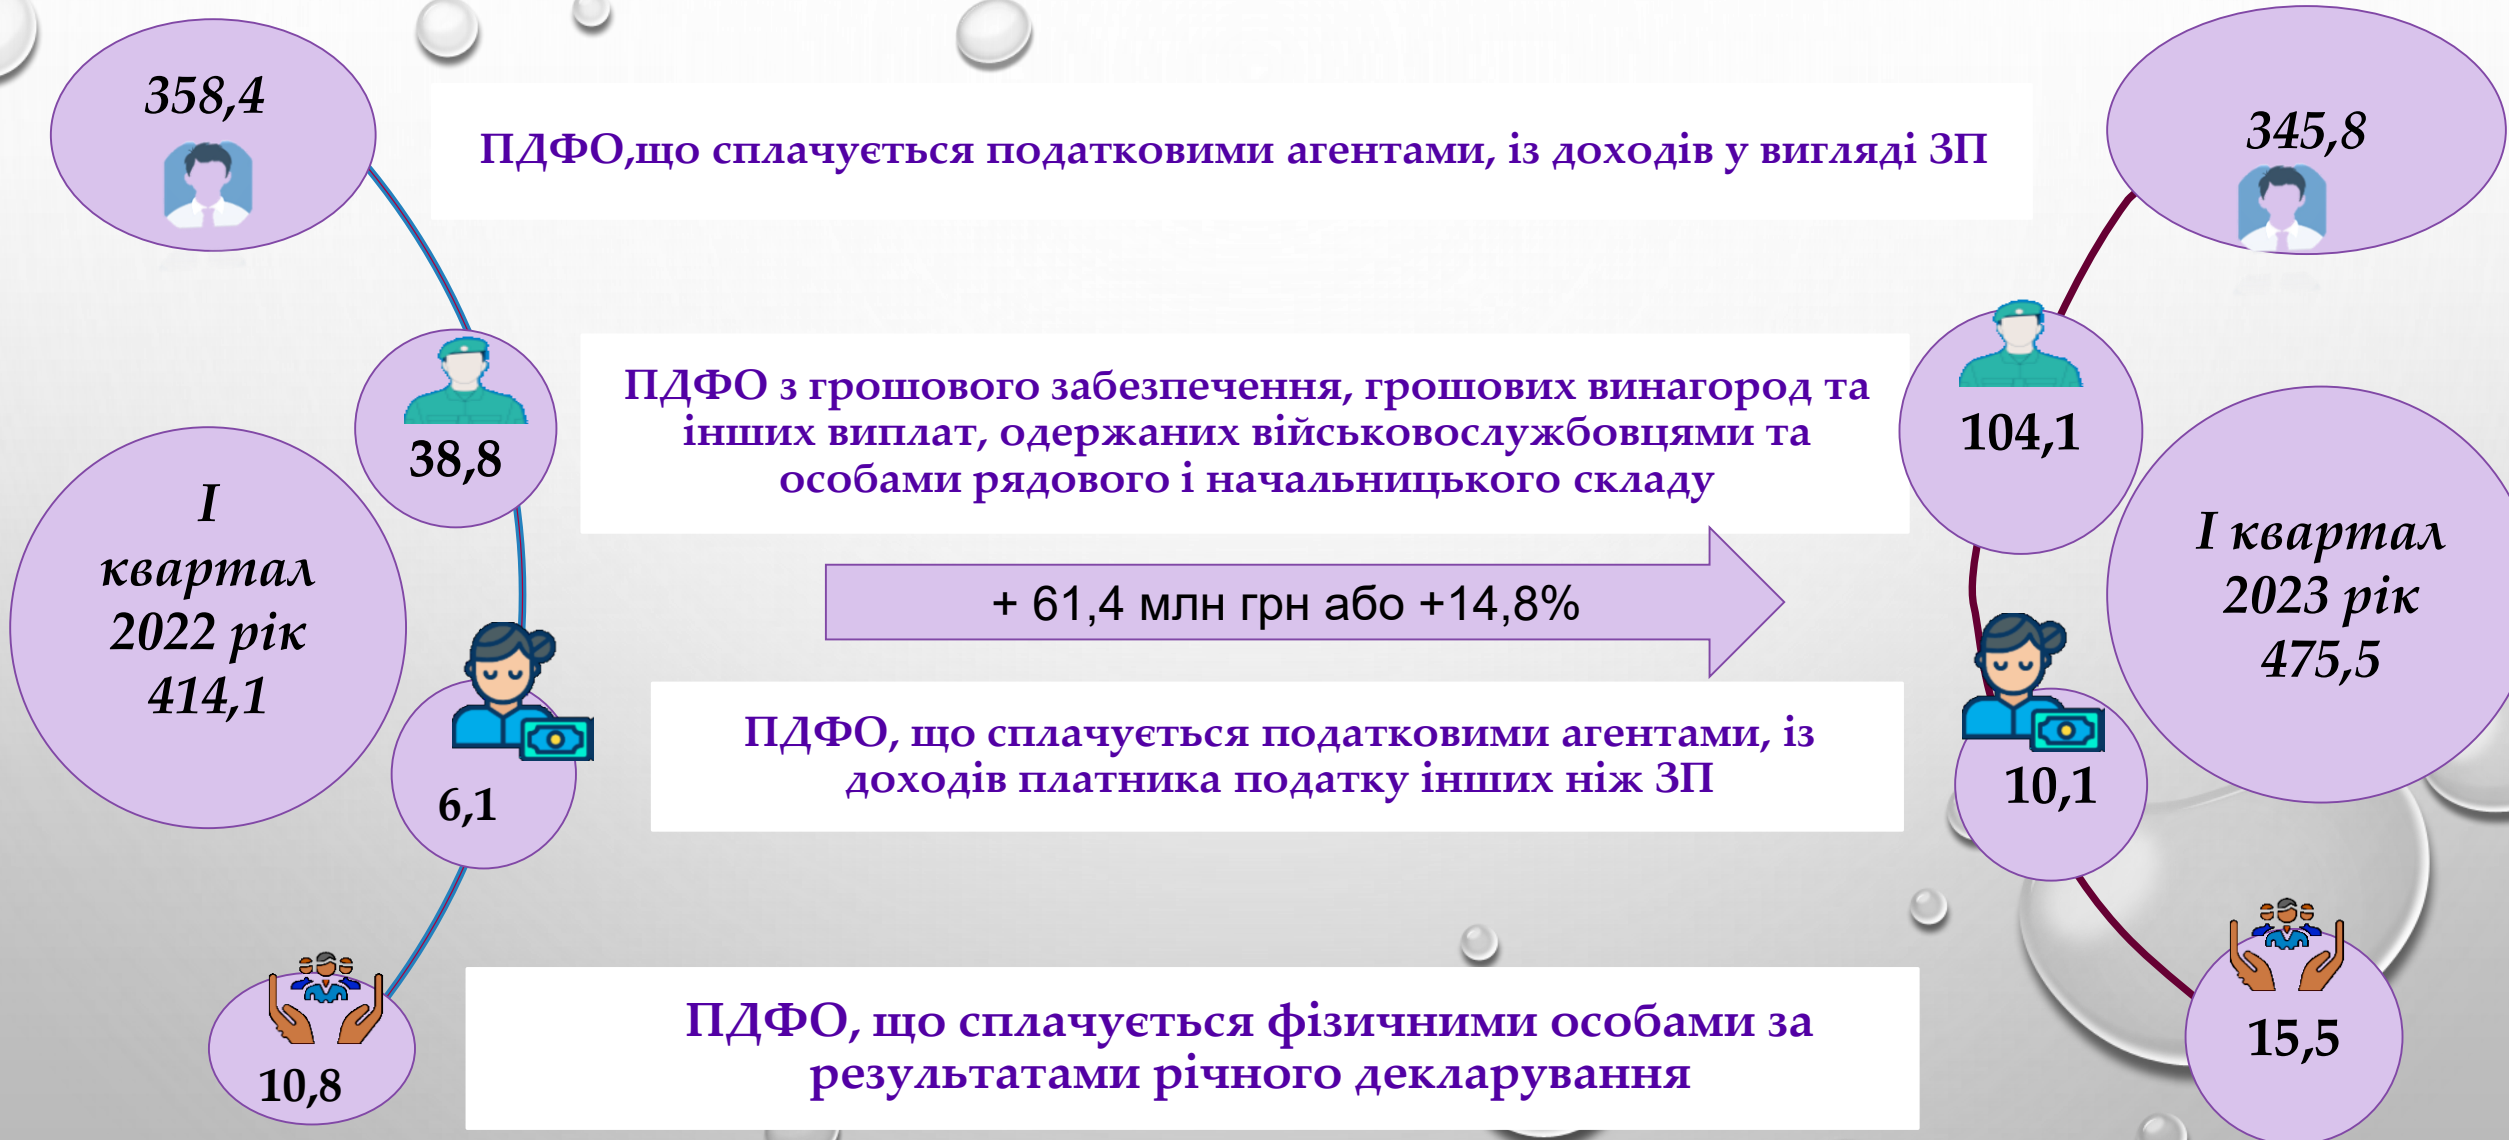 358,4
ПДФО,що сплачується податковими агентами, із доходів у вигляді ЗП
345,8
38,8
ПДФО з грошового забезпечення, грошових винагород та
інших виплат, одержаних військовослужбовцями та
особами рядового і начальницького складу
104,1
І
квартал
2022 рік
414,1
+ 61,4 млн грн або +14,8%
І квартал
2023 рік
475,5
6,1
ПДФО, що сплачується податковими агентами, із
доходів платника податку інших ніж ЗП
10,1
10,8
ПДФО, що сплачується фізичними особами за
результатами річного декларування
15,5